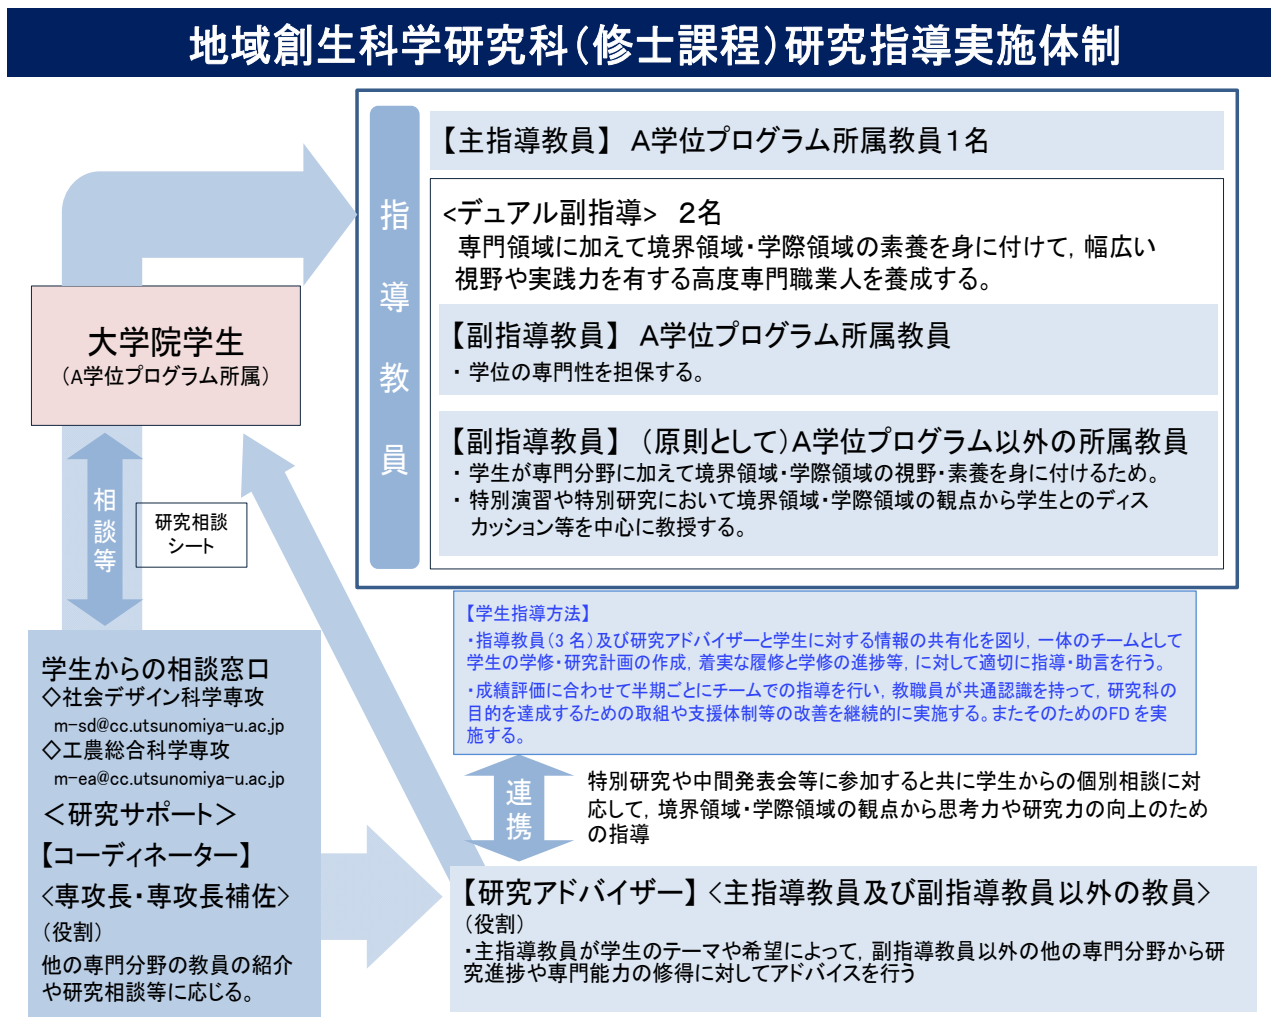 地域創生科学研究科（修士課程）研究指導実施体制
指導教員
【主指導教員】 A学位プログラム所属教員１名
<デュアル副指導> ２名
専門領域に加えて境界領域・学際領域の素養を身に付けて，幅広い
視野や実践力を有する高度専門職業人を養成する。
【副指導教員】 A学位プログラム所属教員
・ 学位の専門性を担保する。
【副指導教員】（原則として）A学位プログラム以外の所属教員
・ 学生が専門分野に加えて境界領域・学際領域の視野・素養を身に付けるため。
・ 特別演習や特別研究において境界領域・学際領域の観点から学生とのディス
カッション等を中心に教授する。
大学院学生
（A学位プログラム所属）
相談等
研究相談
シート
【学生指導方法】
・指導教員（3 名）及び研究アドバイザーと学生に対する情報の共有化を図り，一体のチームとして
学生の学修・研究計画の作成，着実な履修と学修の進捗等，に対して適切に指導・助言を行う。
・成績評価に合わせて半期ごとにチームでの指導を行い，教職員が共通認識を持って，研究科の
目的を達成するための取組や支援体制等の改善を継続的に実施する。またそのためのFD を実
施する。
学生からの相談窓口
◇社会デザイン科学専攻
m-sd@cc.utsunomiya-u.ac.jp
◇工農総合科学専攻
m-ea@cc.utsunomiya-u.ac.jp
＜研究サポート＞
【コーディネーター】
<専攻長・専攻長補佐>
（役割）
他の専門分野の教員の紹介
や研究相談等に応じる。
連携
特別研究や中間発表会等に参加すると共に学生からの個別相談に対
応して，境界領域・学際領域の観点から思考力や研究力の向上のため
の指導
【研究アドバイザー】<主指導教員及び副指導教員以外の教員>
（役割）
・主指導教員が学生のテーマや希望によって，副指導教員以外の他の専門分野から研
究進捗や専門能力の修得に対してアドバイスを行う